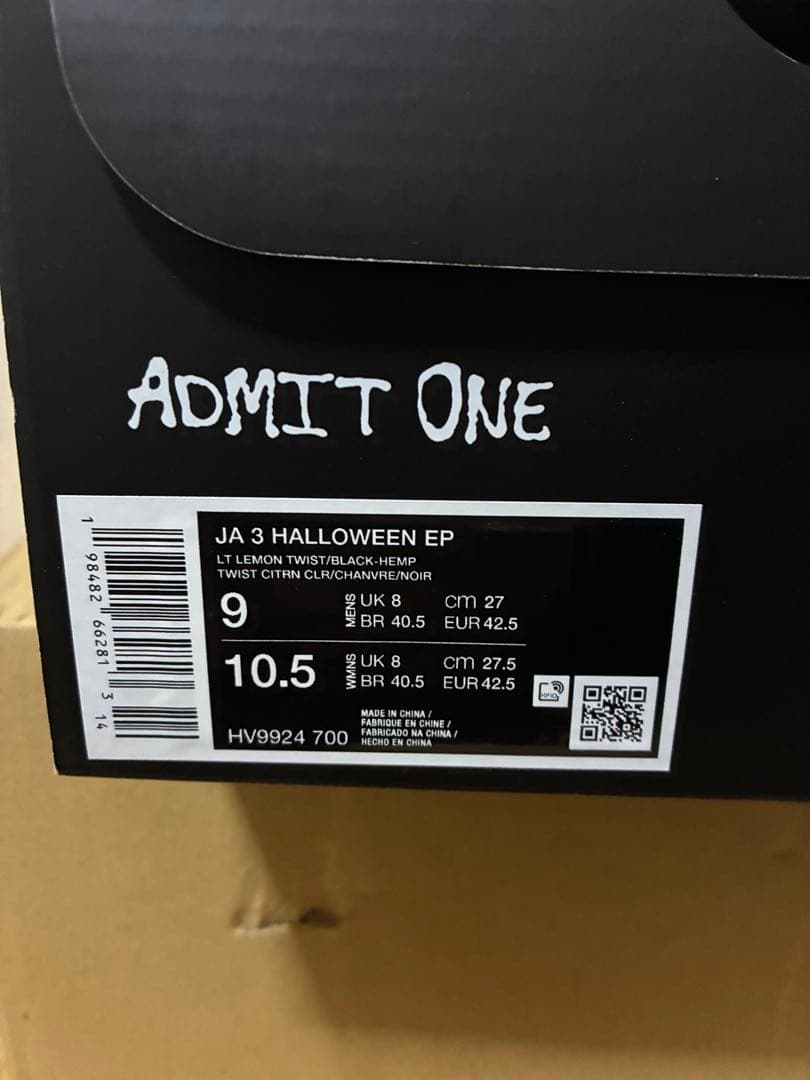 ADMIT ONE
1 98482 66281 3 14
JA 3 HALLOWEEN EP
LT LEMON TWIST/BLACK-HEMP
TWIST CITRN CLR/CHANVRE/NOIR
9 MENS UK 8 cm 27
BR 40.5 EUR 42.5
10.5 WMNS UK 8 cm 27.5
BR 40.5 EUR 42.5
RFID
HV9924 700
MADE IN CHINA /
FABRIQUE EN CHINE /
FABRICADO NA CHINA /
HECHO EN CHINA